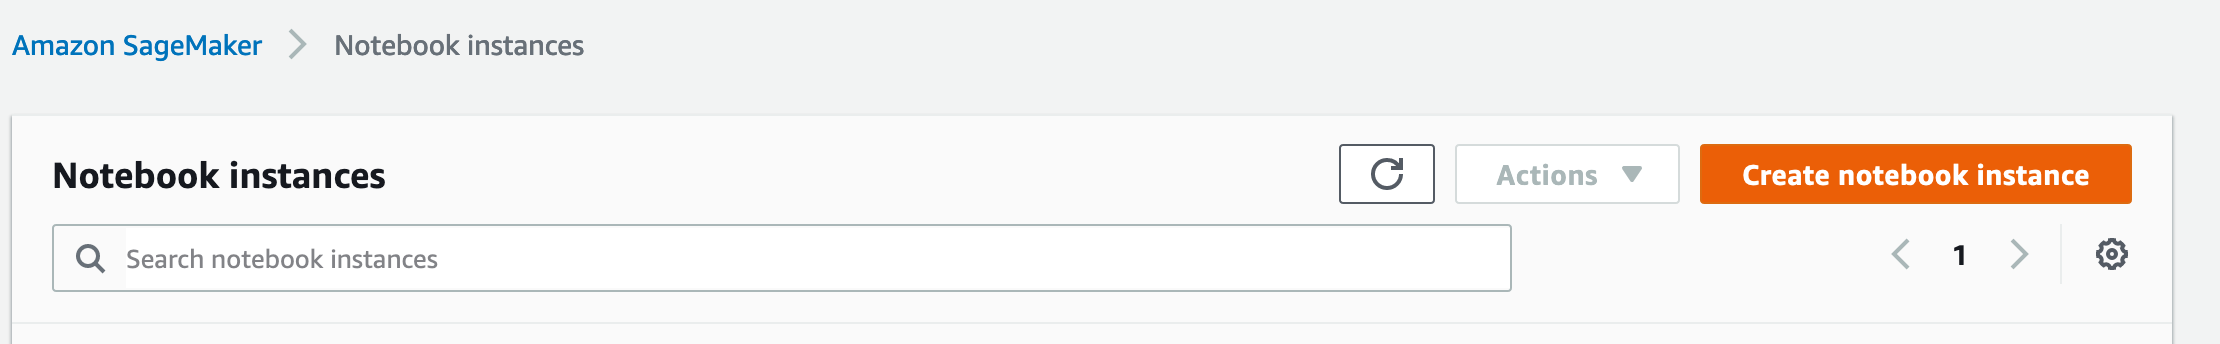 Amazon SageMaker > Notebook instances
Notebook instances
Actions
Create notebook instance
Search notebook instances
1